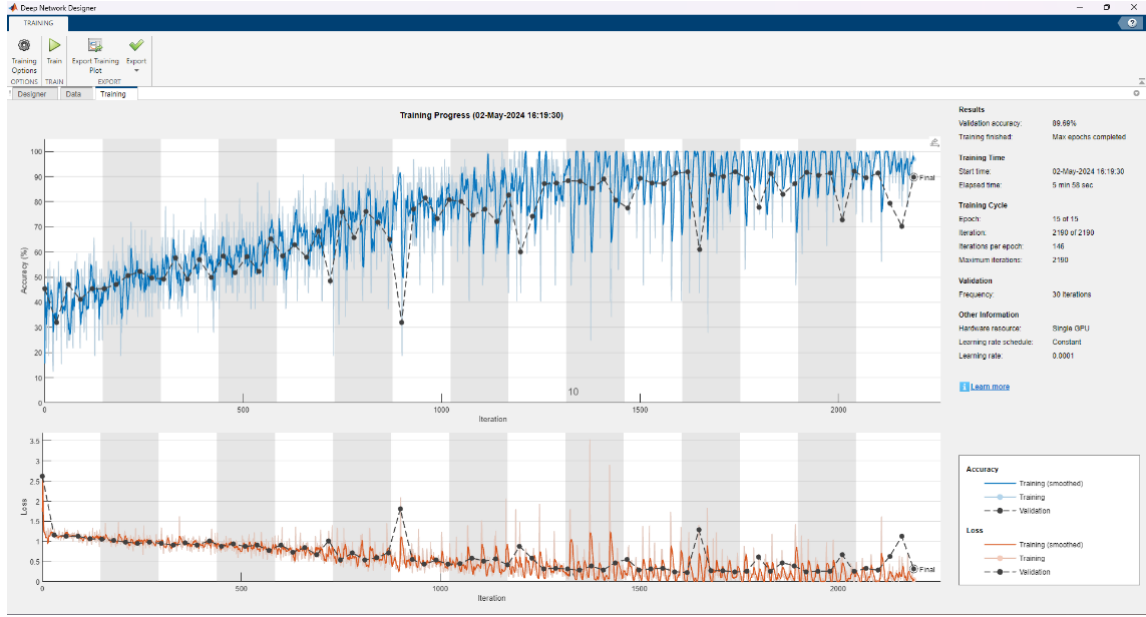 Deep Network Designer
TRAINING
Training Options
Train
Export Training Plot
Export
OPTIONS
TRAIN
EXPORT
Designer
Data
Training
Training Progress (02-May-2024 16:19:30)
Accuracy (%)
100
90
80
70
60
50
40
30
20
10
0
Final
10
0
500
1000
1500
2000
Iteration
Loss
3.5
3
2.5
2
1.5
1
0.5
0
Final
0
500
1000
1500
2000
Iteration
Results
Validation accuracy: 89.69%
Training finished: Max epochs completed
Training Time
Start time: 02-May-2024 16:19:30
Elapsed time: 5 min 58 sec
Training Cycle
Epoch: 15 of 15
Iteration: 2190 of 2190
Iterations per epoch: 146
Maximum iterations: 2190
Validation
Frequency: 30 iterations
Other Information
Hardware resource: Single GPU
Learning rate schedule: Constant
Learning rate: 0.0001
i Learn more
Accuracy
Training (smoothed)
Training
Validation
Loss
Training (smoothed)
Training
Validation